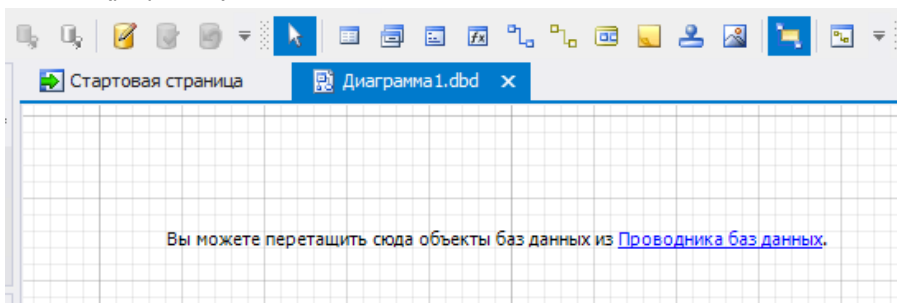 Стартовая страница
Диаграмма1.dbd
Вы можете перетащить сюда объекты баз данных из Проводника баз данных.